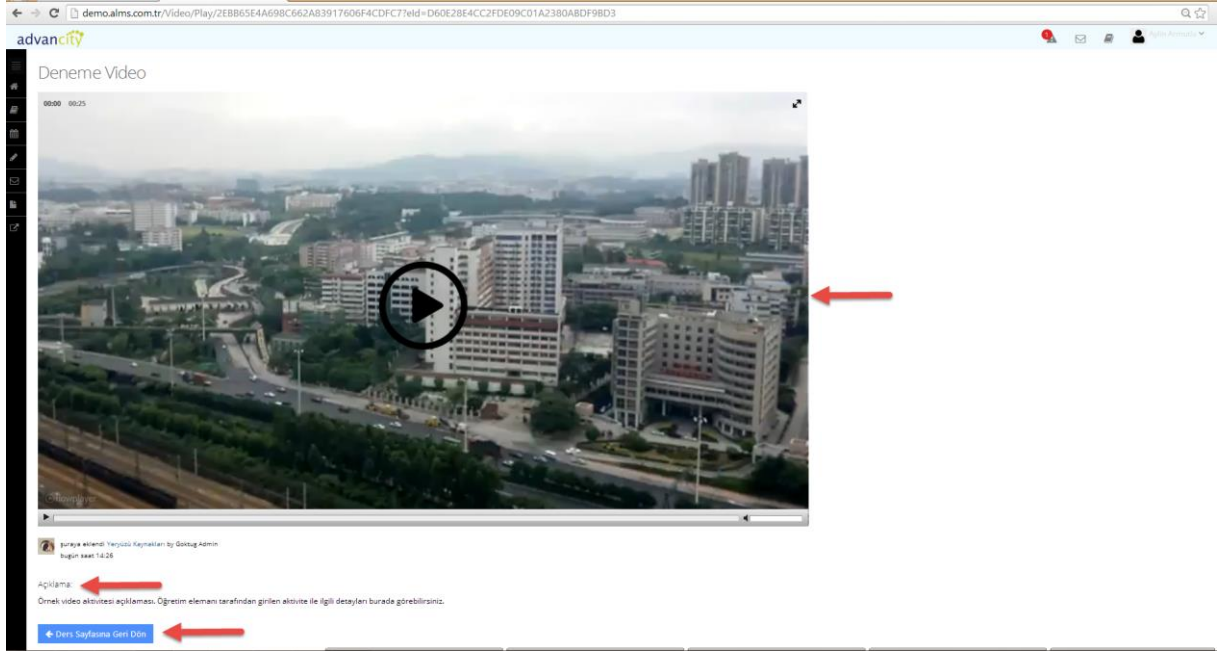 demo.alms.com.tr/Video/Play/2EBB65E4A698C662A83917606F4CDFC7?eId=D60E28E4CC2FDE09C01A2380ABDF9BD3
advancity
1
Deneme Video
00:00 00:25
flowplayer
şuraya eklendi Yeryüzü Kaynakları by Goktug Admin
bugün saat 14:26
Açıklama:
Örnek video aktivitesi açıklaması. Öğretim elemanı tarafından girilen aktivite ile ilgili detayları burada görebilirsiniz.
Ders Sayfasına Geri Dön